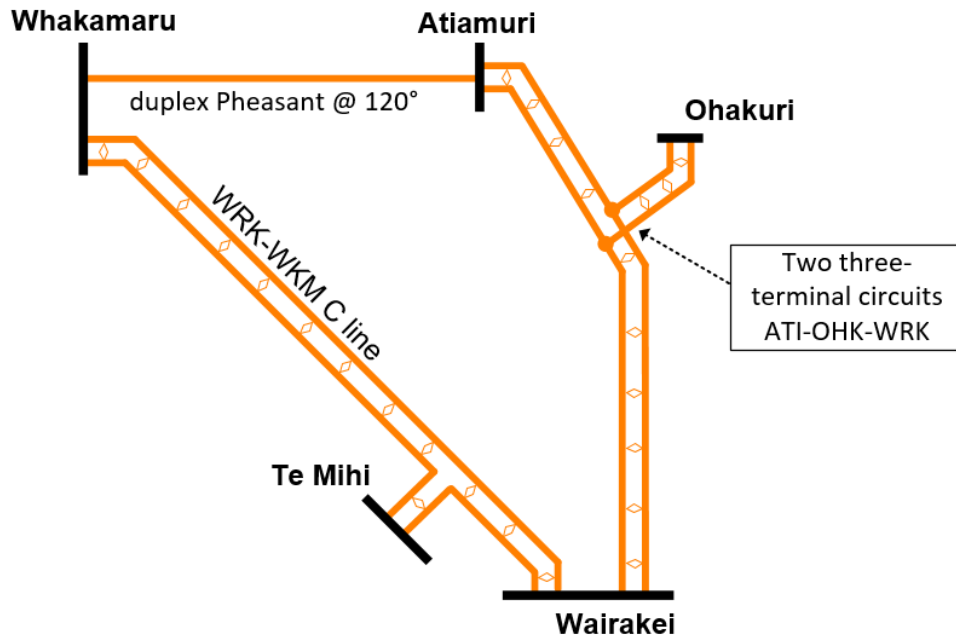 Whakamaru
Atiamuri
duplex Pheasant @ 120°
Ohakuri
WRK-WKM C line
Two three-
terminal circuits
ATI-OHK-WRK
Te Mihi
Wairakei